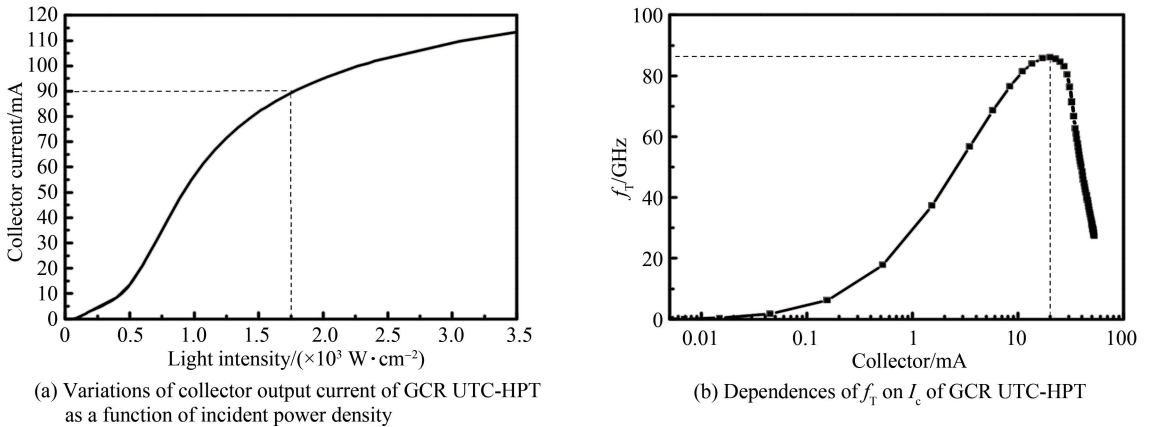 120
110
100
90
80
70
60
50
40
30
20
10
0
Collector current/mA
0 0.5 1.0 1.5 2.0 2.5 3.0 3.5
Light intensity/(×10³ W·cm⁻²)
(a) Variations of collector output current of GCR UTC-HPT
as a function of incident power density
100
80
60
40
20
0
f_T/GHz
0.01 0.1 1 10 100
Collector/mA
(b) Dependences of f_T on I_c of GCR UTC-HPT